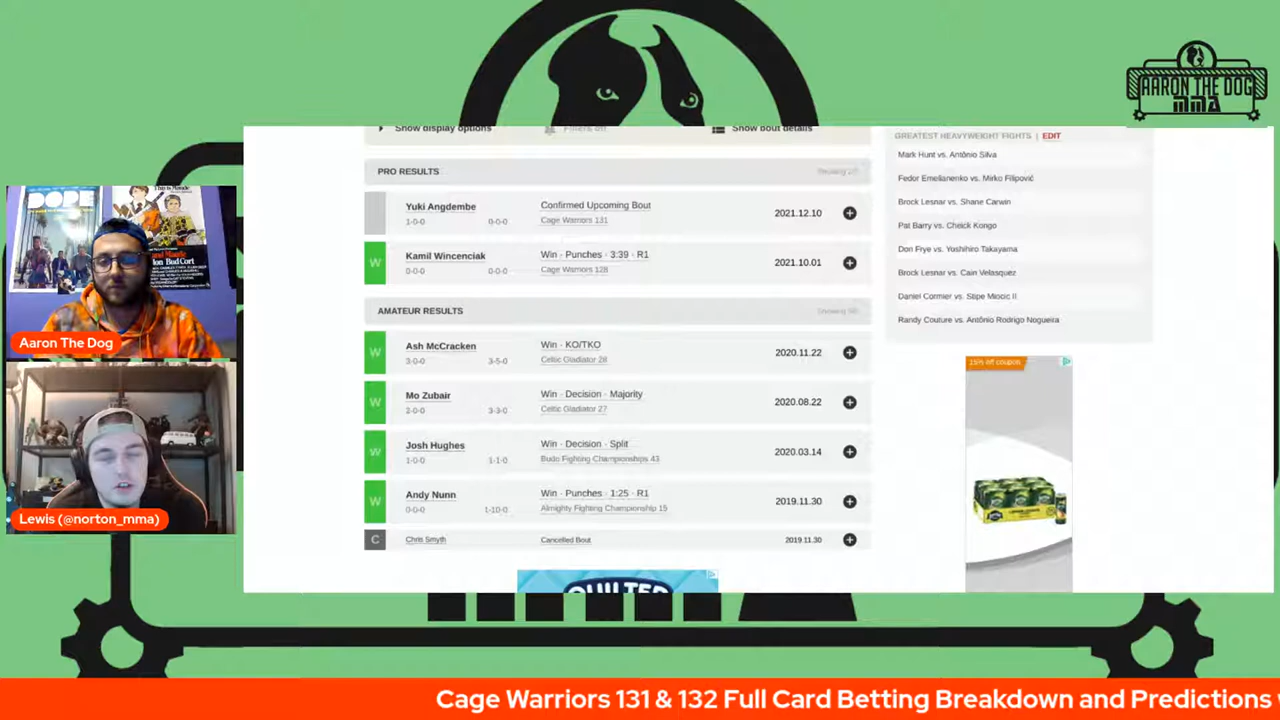 AARON THE DOG
MMA
Show display options
Filters off
Show bout details
PRO RESULTS
Yuki Angdembe
Confirmed Upcoming Bout
1-0-0
0-0-0
Cage Warriors 131
2021.12.10
W
Kamil Wincenciak
Win · Punches · 3:39 · R1
0-0-0
0-0-0
Cage Warriors 128
2021.10.01
AMATEUR RESULTS
W
Ash McCracken
Win · KO/TKO
3-0-0
3-5-0
Celtic Gladiator 28
2020.11.22
W
Mo Zubair
Win · Decision · Majority
2-0-0
3-3-0
Celtic Gladiator 27
2020.08.22
W
Josh Hughes
Win · Decision · Split
1-0-0
1-1-0
Budo Fighting Championships 43
2020.03.14
W
Andy Nunn
Win · Punches · 1:25 · R1
0-0-0
1-10-0
Almighty Fighting Championship 15
2019.11.30
C
Chris Smyth
Cancelled Bout
2019.11.30
GREATEST HEAVYWEIGHT FIGHTS | EDIT
Mark Hunt vs. Antônio Silva
Fedor Emelianenko vs. Mirko Filipović
Brock Lesnar vs. Shane Carwin
Pat Barry vs. Cheick Kongo
Don Frye vs. Yoshihiro Takayama
Brock Lesnar vs. Cain Velasquez
Daniel Cormier vs. Stipe Miocic II
Randy Couture vs. Antônio Rodrigo Nogueira
15% off coupon
QUILTED
DOPE
This is Maude
Aaron The Dog
Lewis (@norton_mma)
Cage Warriors 131 & 132 Full Card Betting Breakdown and Predictions